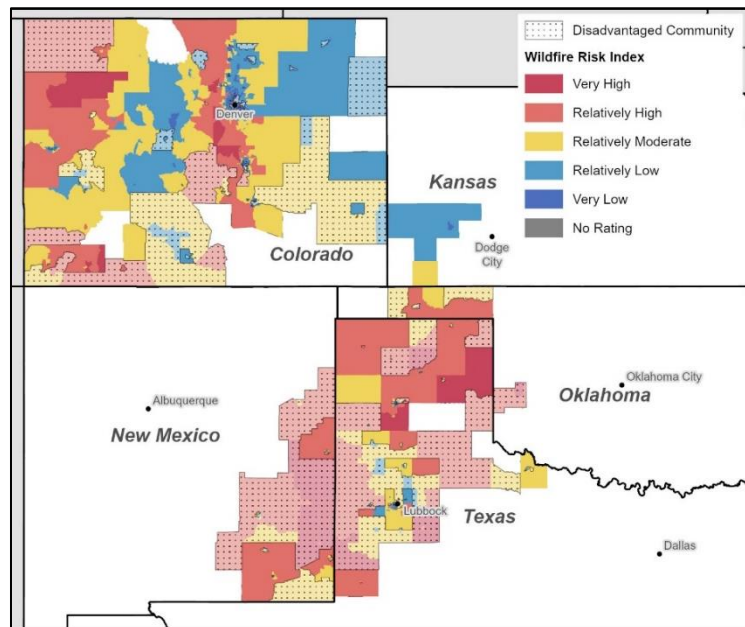 Disadvantaged Community
Wildfire Risk Index
Very High
Relatively High
Relatively Moderate
Relatively Low
Very Low
No Rating
Denver
Colorado
Kansas
Dodge
City
Albuquerque
New Mexico
Oklahoma City
Oklahoma
Lubbock
Texas
Dallas